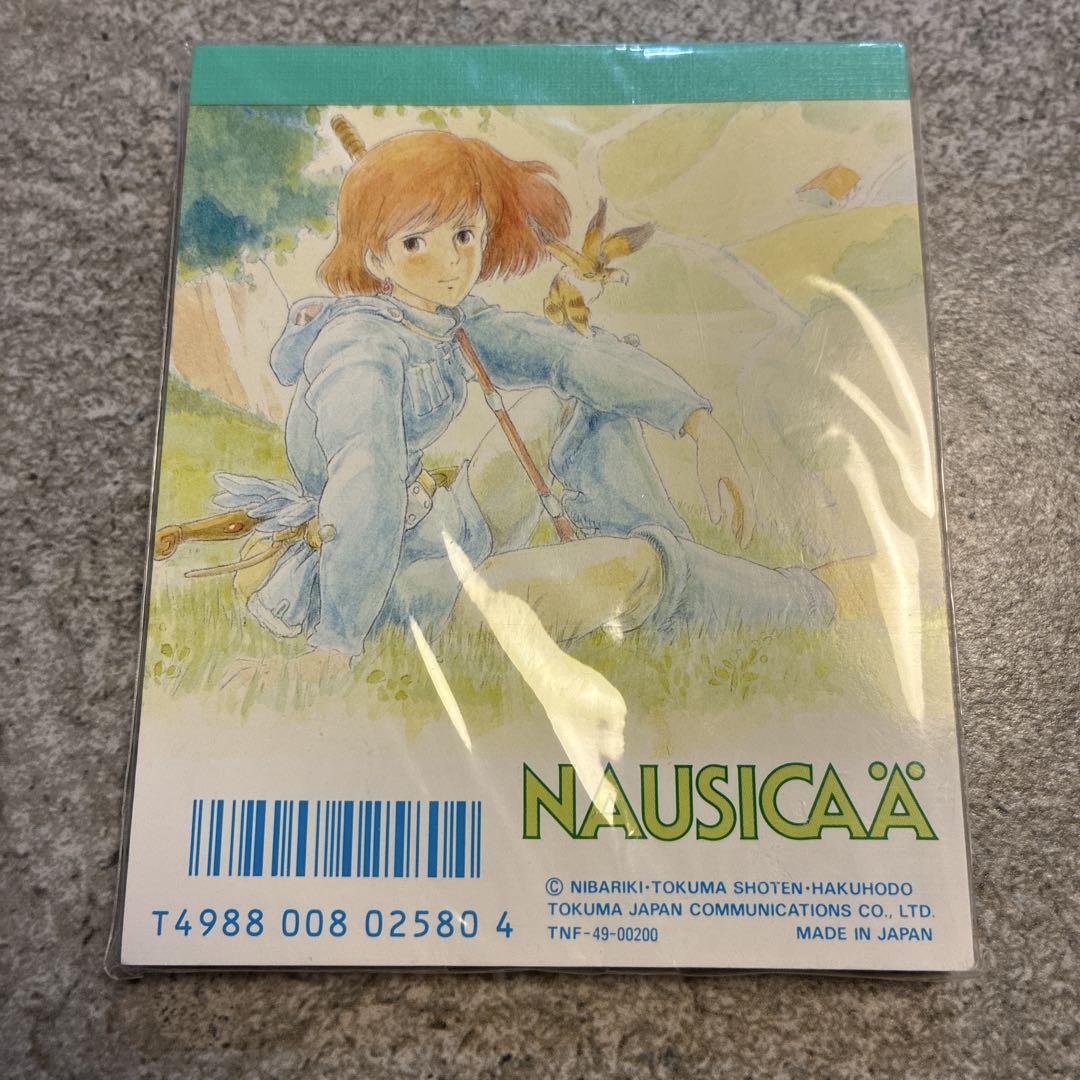 NAUSICAÄ
T4988 008 02580 4
© NIBARIKI・TOKUMA SHOTEN・HAKUHODO
TOKUMA JAPAN COMMUNICATIONS CO., LTD.
TNF-49-00200 MADE IN JAPAN